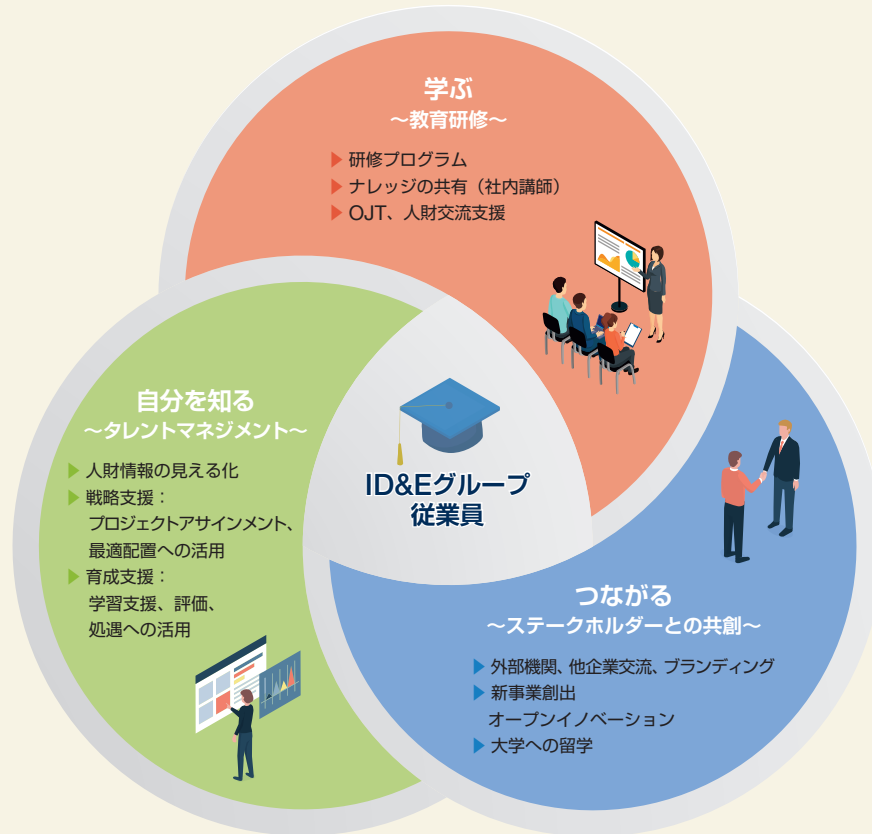 学ぶ
～教育研修～
▶ 研修プログラム
▶ ナレッジの共有（社内講師）
▶ OJT、人財交流支援
自分を知る
～タレントマネジメント～
▶ 人財情報の見える化
▶ 戦略支援：
プロジェクトアサインメント、
最適配置への活用
▶ 育成支援：
学習支援、評価、
処遇への活用
ID&Eグループ
従業員
つながる
～ステークホルダーとの共創～
▶ 外部機関、他企業交流、ブランディング
▶ 新事業創出
オープンイノベーション
▶ 大学への留学